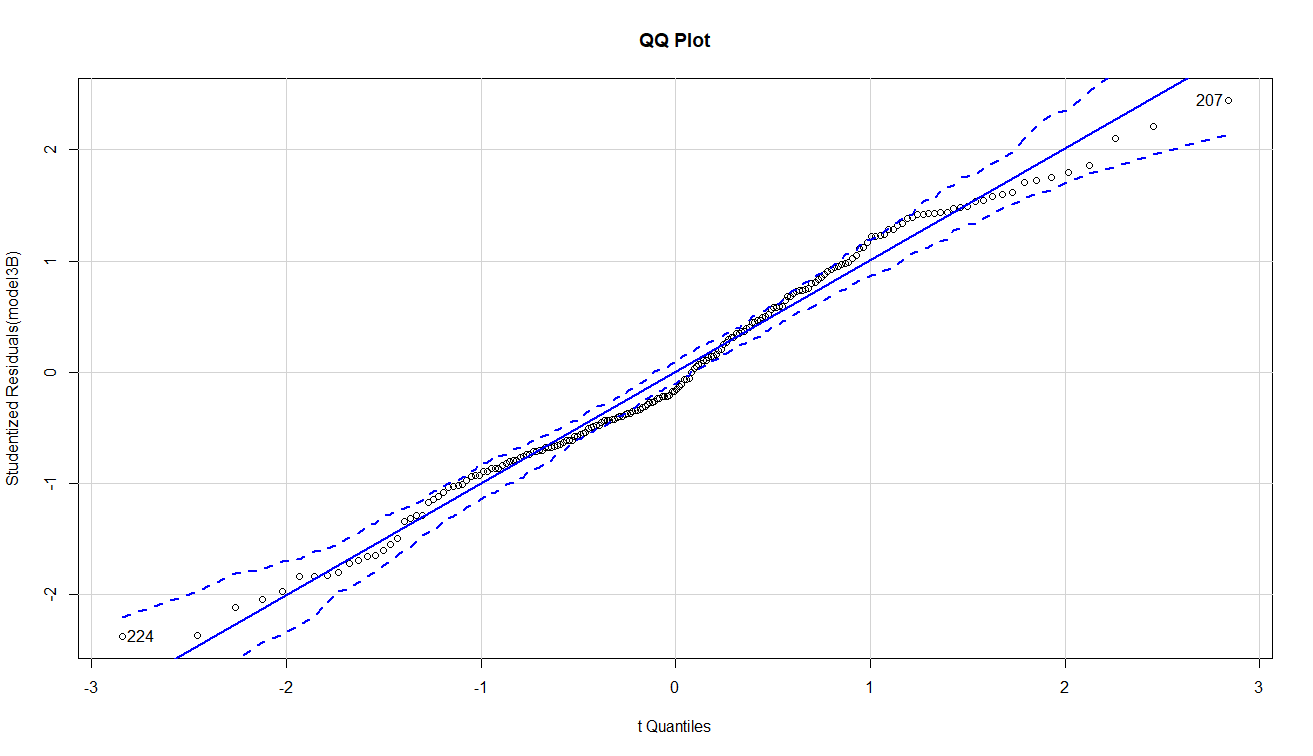 QQ Plot
Studentized Residuals(model3B)
2
1
0
-1
-2
207
224
-3 -2 -1 0 1 2 3
t Quantiles